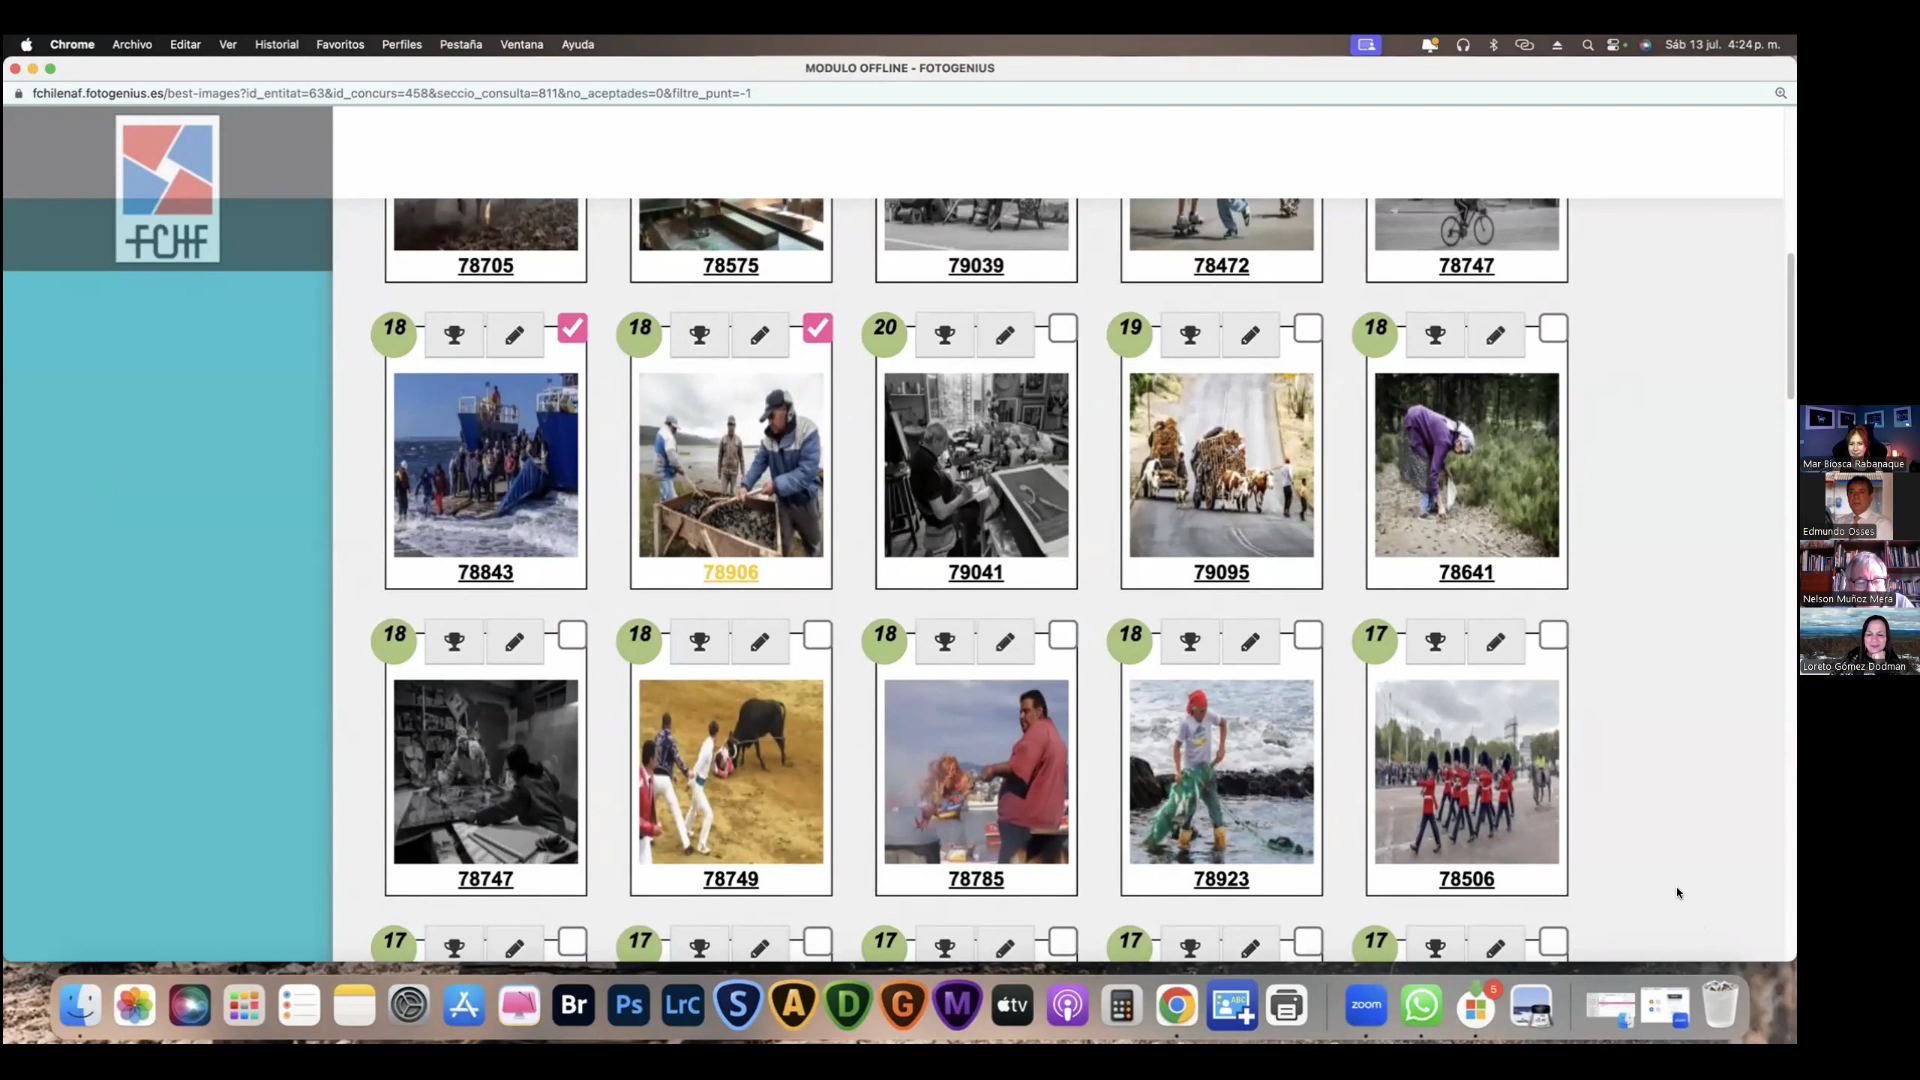 Chrome Archivo Editar Ver Historial Favoritos Perfiles Pestaña Ventana Ayuda Sáb 13 jul. 4:24 p. m.
MODULO OFFLINE - FOTOGENIUS
fchilenaf.fotogenius.es/best-images?id_entitat=63&id_concurs=458&seccio_consulta=811&no_aceptades=0&filtre_punt=-1
FCHF
78705 78575 79039 78472 78747
18 18 20 19 18
78843 78906 79041 79095 78641
18 18 18 18 17
78747 78749 78785 78923 78506
17 17 17 17 17
Mar Biosca Rabanaque
Edmundo Osses
Nelson Muñoz Mera
Loreto Gómez Dodman
Br Ps LrC S A D G M tv ABC zoom 5